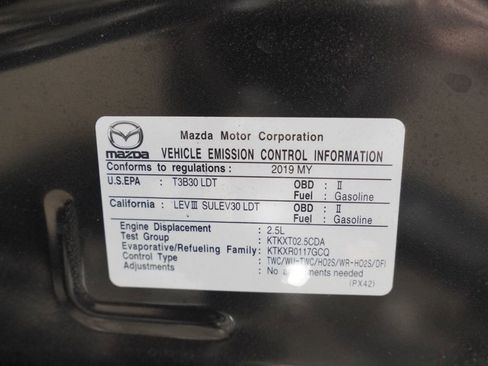 Mazda Motor Corporation
mazda VEHICLE EMISSION CONTROL INFORMATION
Conforms to regulations : 2019 MY
U.S.EPA : T3B30 LDT OBD : II
Fuel : Gasoline
California : LEVIII SULEV30 LDT OBD : II
Fuel : Gasoline
Engine Displacement : 2.5L
Test Group : KTKXT02.5CDA
Evaporative/Refueling Family : KTKXR0117GCQ
Control Type : TWC/WU-TWC/HO2S/WR-HO2S/DFI
Adjustments : No adjustments needed
(PX42)